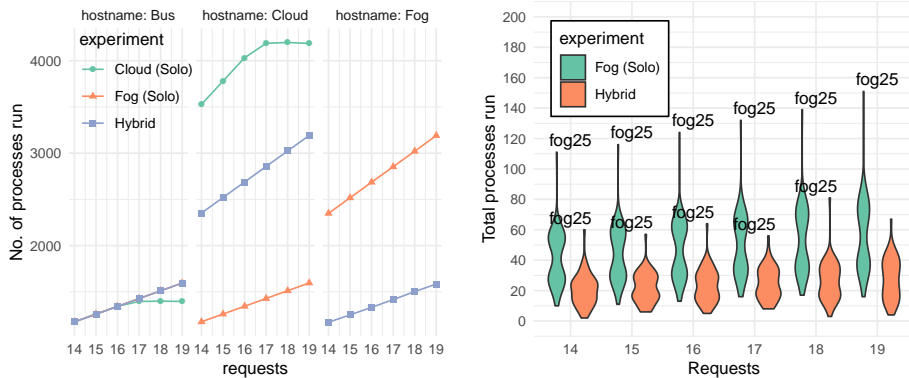 hostname: Bus
hostname: Cloud
hostname: Fog
experiment
Cloud (Solo)
Fog (Solo)
Hybrid
No. of processes run
4000
3000
2000
14 15 16 17 18 19
14 15 16 17 18 19
14 15 16 17 18 19
requests
experiment
Fog (Solo)
Hybrid
Total processes run
200
180
160
140
120
100
80
60
40
20
0
fog25
fog25
fog25
fog25
fog25
fog25
fog25
fog25
fog25
fog25
fog25
14 15 16 17 18 19
Requests